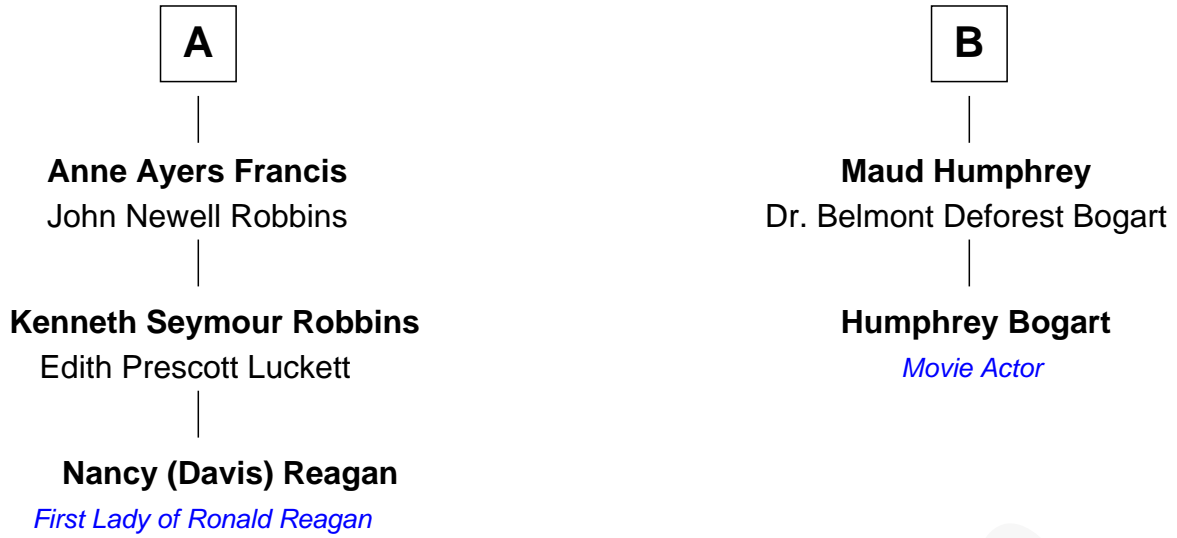 A
Anne Ayers Francis
John Newell Robbins
Kenneth Seymour Robbins
Edith Prescott Luckett
Nancy (Davis) Reagan
First Lady of Ronald Reagan
B
Maud Humphrey
Dr. Belmont Deforest Bogart
Humphrey Bogart
Movie Actor